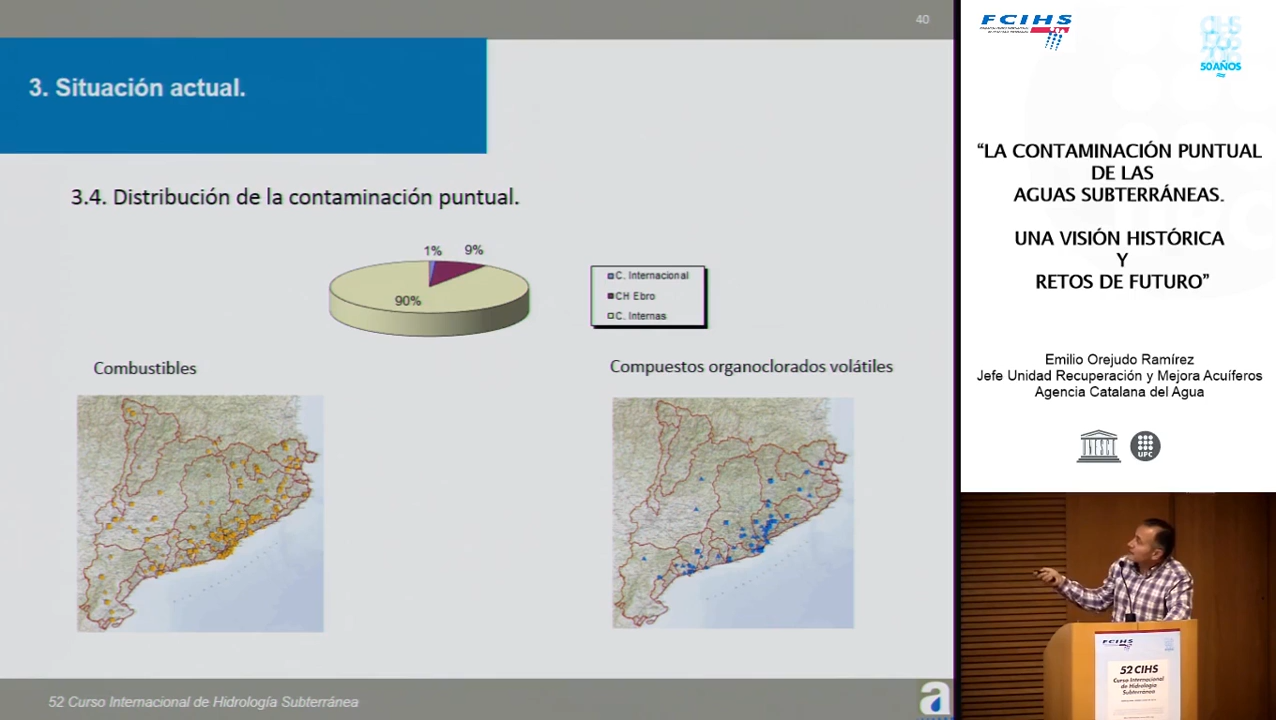 40
3. Situación actual.
3.4. Distribución de la contaminación puntual.
1%
9%
90%
C. Internacional
CH Ebro
C. Internas
Combustibles
Compuestos organoclorados volátiles
52 Curso Internacional de Hidrología Subterránea
a
FCIHS
CIHS
50 AÑOS
“LA CONTAMINACIÓN PUNTUAL
DE LAS
AGUAS SUBTERRÁNEAS.
UNA VISIÓN HISTÓRICA
Y
RETOS DE FUTURO”
Emilio Orejudo Ramírez
Jefe Unidad Recuperación y Mejora Acuíferos
Agencia Catalana del Agua
UPC
FCIHS
52 CIHS
Curso Internacional
de Hidrología
Subterránea